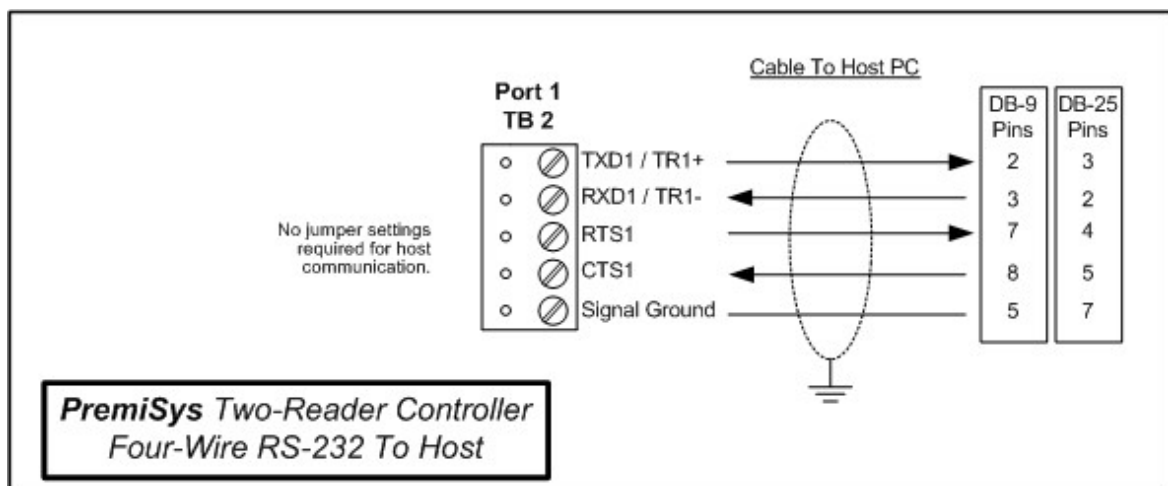 Cable To Host PC
Port 1
TB 2
DB-9
Pins
DB-25
Pins
TXD1 / TR1+
2
3
RXD1 / TR1-
3
2
RTS1
7
4
CTS1
8
5
Signal Ground
5
7
No jumper settings
required for host
communication.
PremiSys Two-Reader Controller
Four-Wire RS-232 To Host